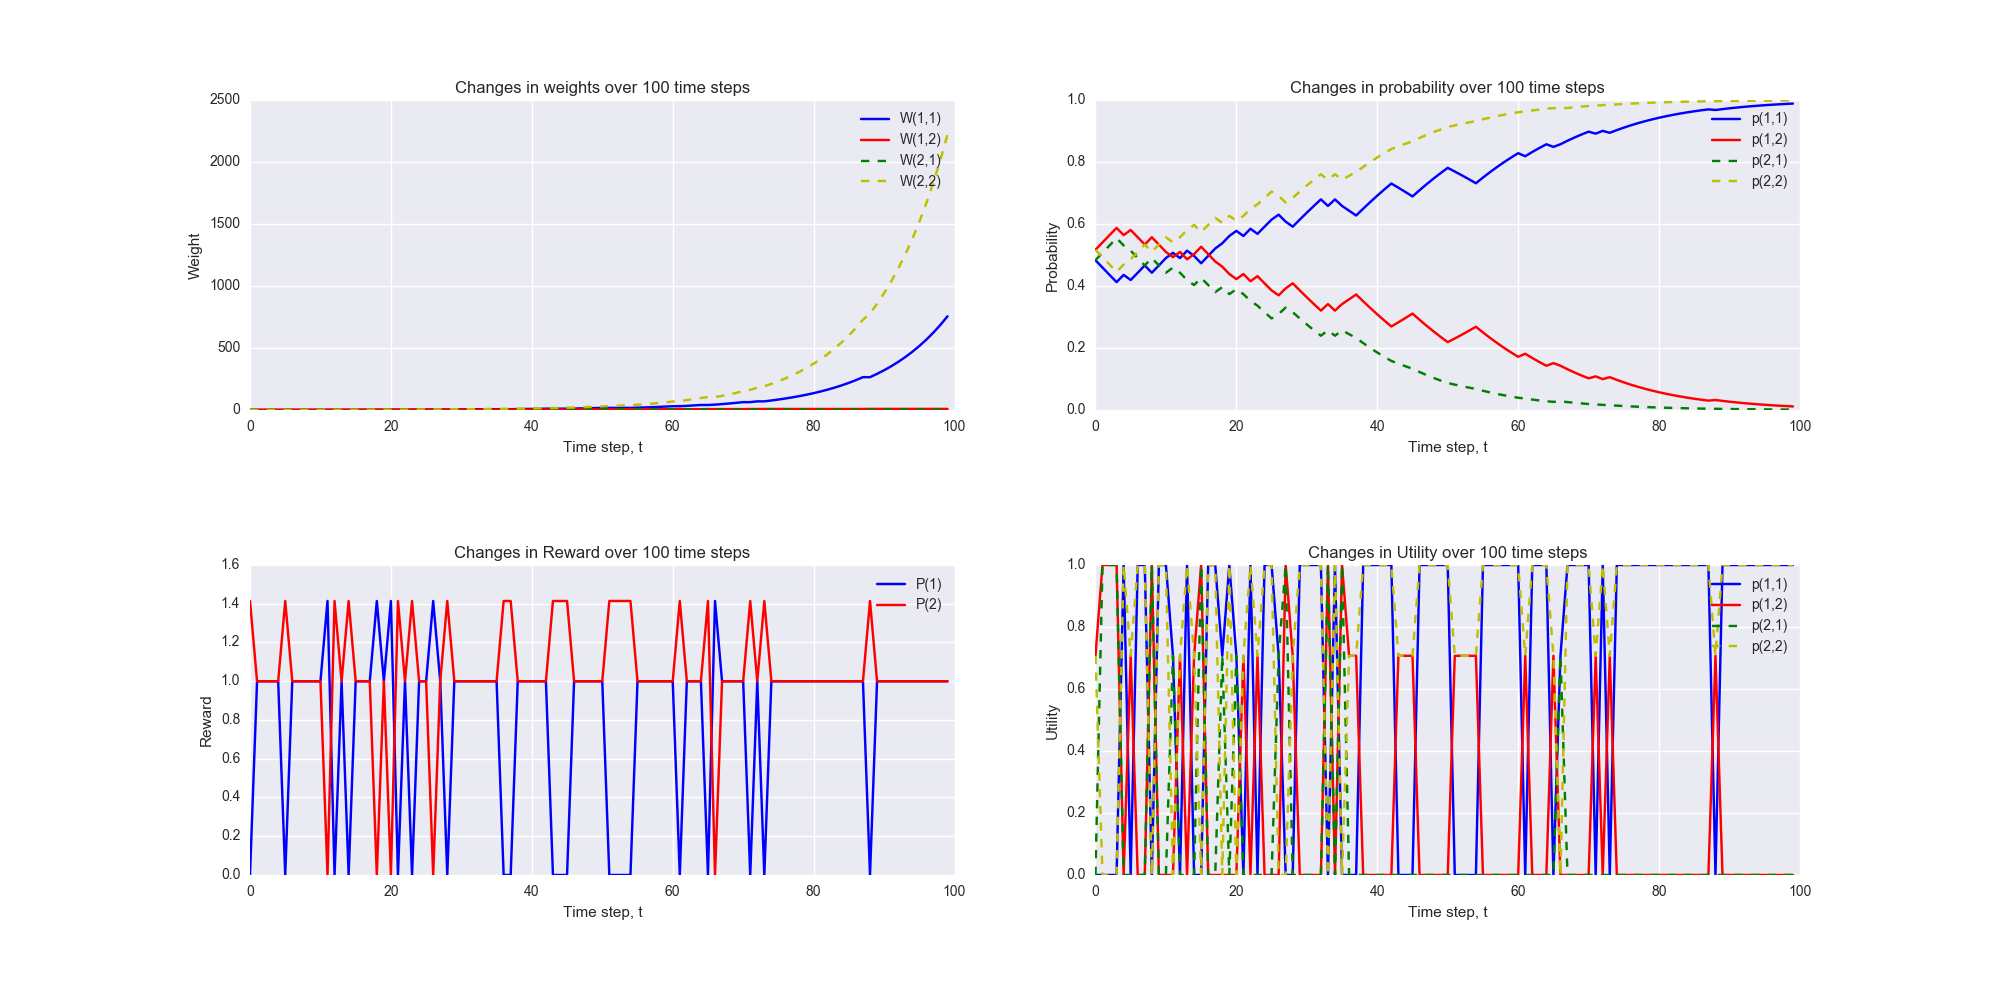 Changes in weights over 100 time steps
2500
2000
1500
1000
500
0
Weight
W(1,1)
W(1,2)
W(2,1)
W(2,2)
0 20 40 60 80 100
Time step, t
Changes in probability over 100 time steps
1.0
0.8
0.6
0.4
0.2
0.0
Probability
p(1,1)
p(1,2)
p(2,1)
p(2,2)
0 20 40 60 80 100
Time step, t
Changes in Reward over 100 time steps
1.6
1.4
1.2
1.0
0.8
0.6
0.4
0.2
0.0
Reward
P(1)
P(2)
0 20 40 60 80 100
Time step, t
Changes in Utility over 100 time steps
1.0
0.8
0.6
0.4
0.2
0.0
Utility
p(1,1)
p(1,2)
p(2,1)
p(2,2)
0 20 40 60 80 100
Time step, t